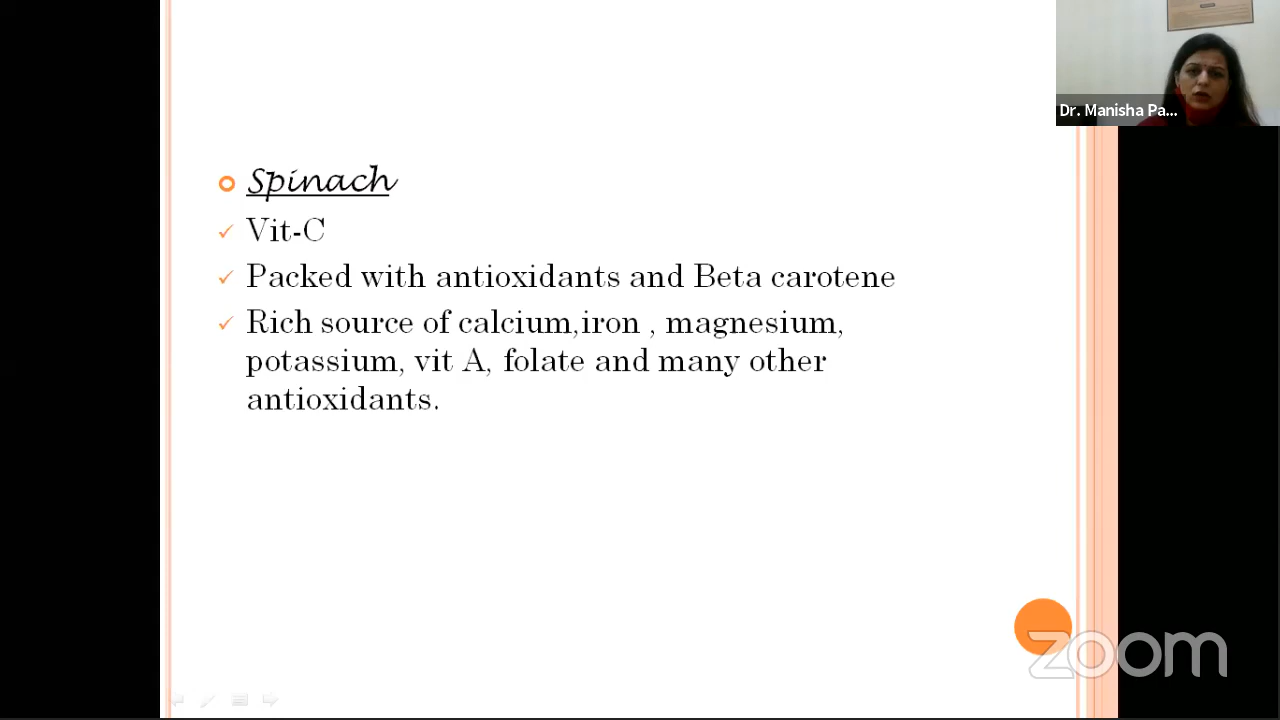 Dr. Manisha Pa...
Spinach
Vit-C
Packed with antioxidants and Beta carotene
Rich source of calcium,iron , magnesium,
potassium, vit A, folate and many other
antioxidants.
zoom